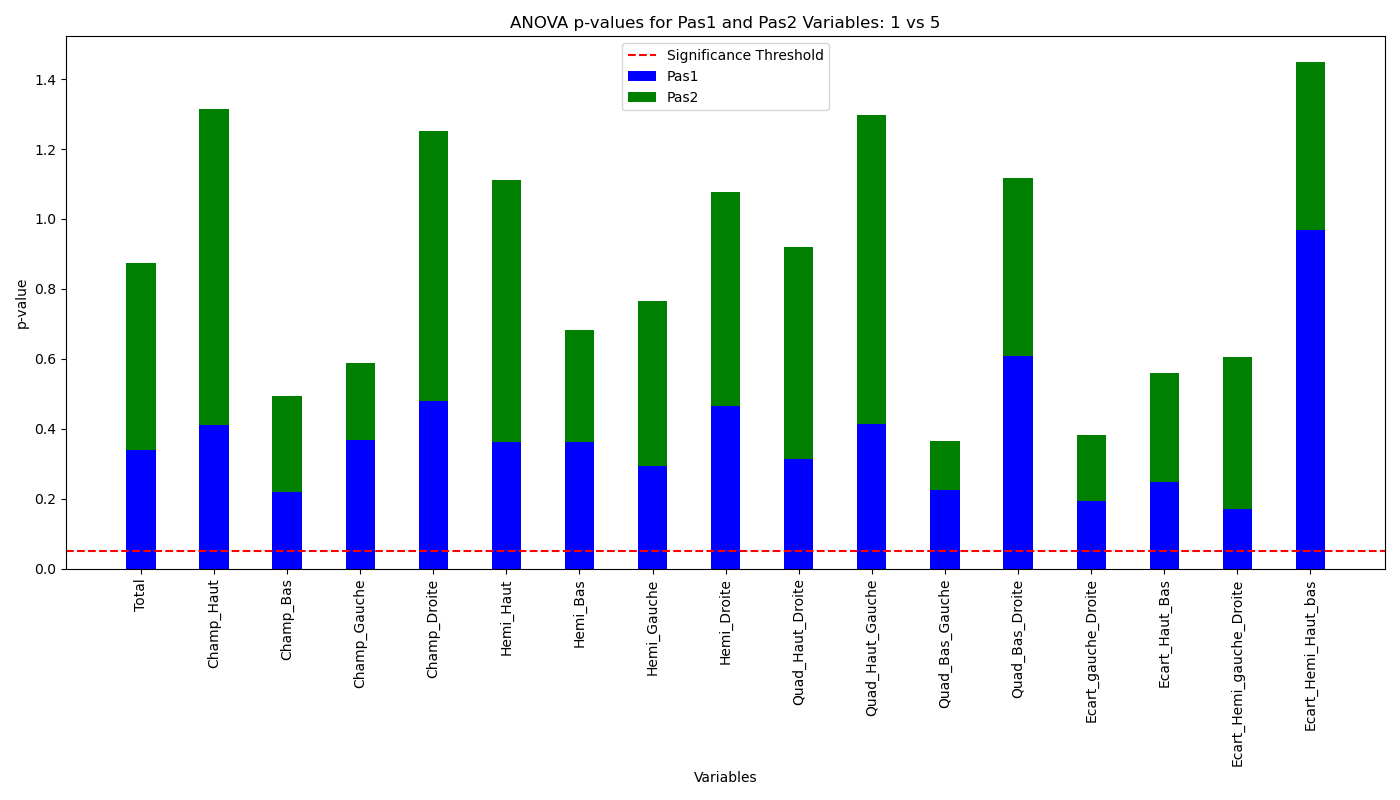 ANOVA p-values for Pas1 and Pas2 Variables: 1 vs 5
Significance Threshold
Pas1
Pas2
p-value
1.4
1.2
1.0
0.8
0.6
0.4
0.2
0.0
Total
Champ_Haut
Champ_Bas
Champ_Gauche
Champ_Droite
Hemi_Haut
Hemi_Bas
Hemi_Gauche
Hemi_Droite
Quad_Haut_Droite
Quad_Haut_Gauche
Quad_Bas_Gauche
Quad_Bas_Droite
Ecart_gauche_Droite
Ecart_Haut_Bas
Ecart_Hemi_gauche_Droite
Ecart_Hemi_Haut_bas
Variables